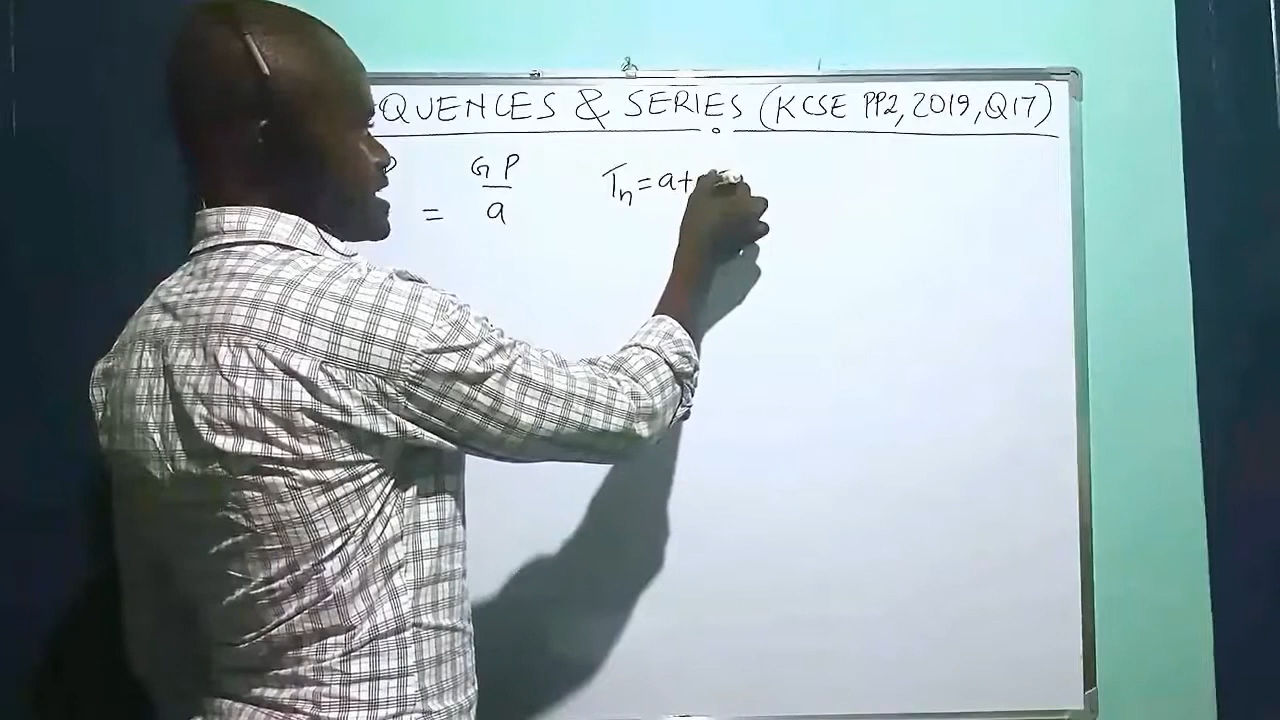 QUENCES & SERIES (KCSE PP2, 2019, Q17)
P GP Tn=a+
= a